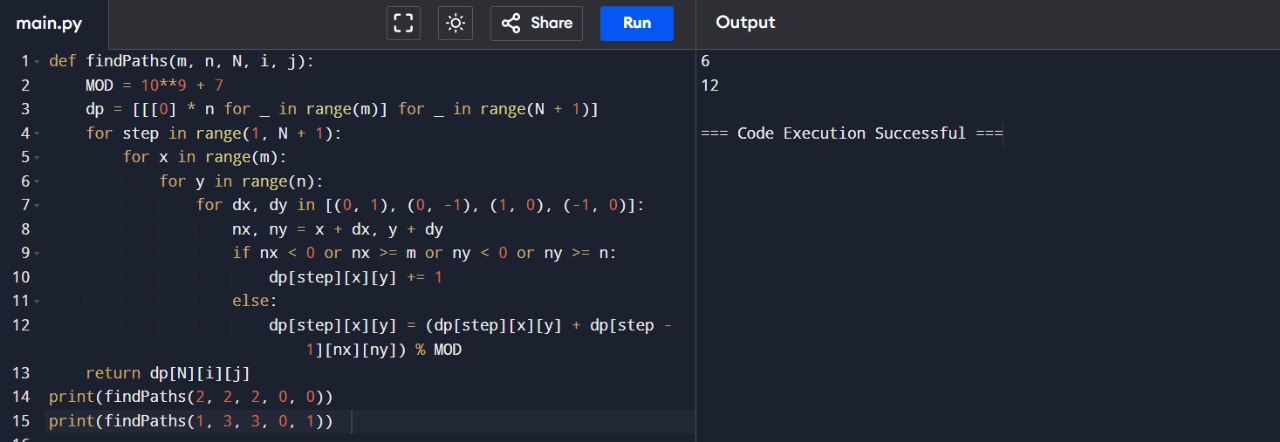 main.py
Share
Run
Output
1 def findPaths(m, n, N, i, j):
2     MOD = 10**9 + 7
3     dp = [[[0] * n for _ in range(m)] for _ in range(N + 1)]
4     for step in range(1, N + 1):
5         for x in range(m):
6             for y in range(n):
7                 for dx, dy in [(0, 1), (0, -1), (1, 0), (-1, 0)]:
8                     nx, ny = x + dx, y + dy
9                     if nx < 0 or nx >= m or ny < 0 or ny >= n:
10                         dp[step][x][y] += 1
11                     else:
12                         dp[step][x][y] = (dp[step][x][y] + dp[step -
1][nx][ny]) % MOD
13     return dp[N][i][j]
14 print(findPaths(2, 2, 2, 0, 0))
15 print(findPaths(1, 3, 3, 0, 1))
6
12
=== Code Execution Successful ===